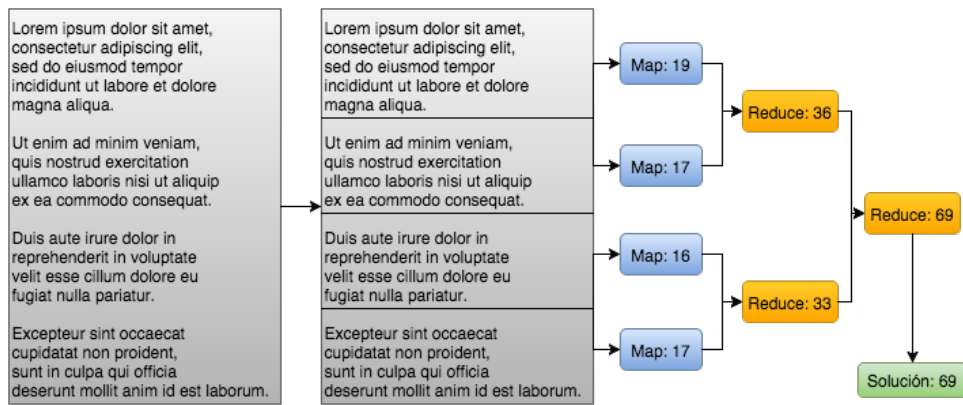 Lorem ipsum dolor sit amet,
consectetur adipiscing elit,
sed do eiusmod tempor
incididunt ut labore et dolore
magna aliqua.
Ut enim ad minim veniam,
quis nostrud exercitation
ullamco laboris nisi ut aliquip
ex ea commodo consequat.
Duis aute irure dolor in
reprehenderit in voluptate
velit esse cillum dolore eu
fugiat nulla pariatur.
Excepteur sint occaecat
cupidatat non proident,
sunt in culpa qui officia
deserunt mollit anim id est laborum.
Lorem ipsum dolor sit amet,
consectetur adipiscing elit,
sed do eiusmod tempor
incididunt ut labore et dolore
magna aliqua.
Ut enim ad minim veniam,
quis nostrud exercitation
ullamco laboris nisi ut aliquip
ex ea commodo consequat.
Duis aute irure dolor in
reprehenderit in voluptate
velit esse cillum dolore eu
fugiat nulla pariatur.
Excepteur sint occaecat
cupidatat non proident,
sunt in culpa qui officia
deserunt mollit anim id est laborum.
Map: 19
Map: 17
Map: 16
Map: 17
Reduce: 36
Reduce: 33
Reduce: 69
Solución: 69